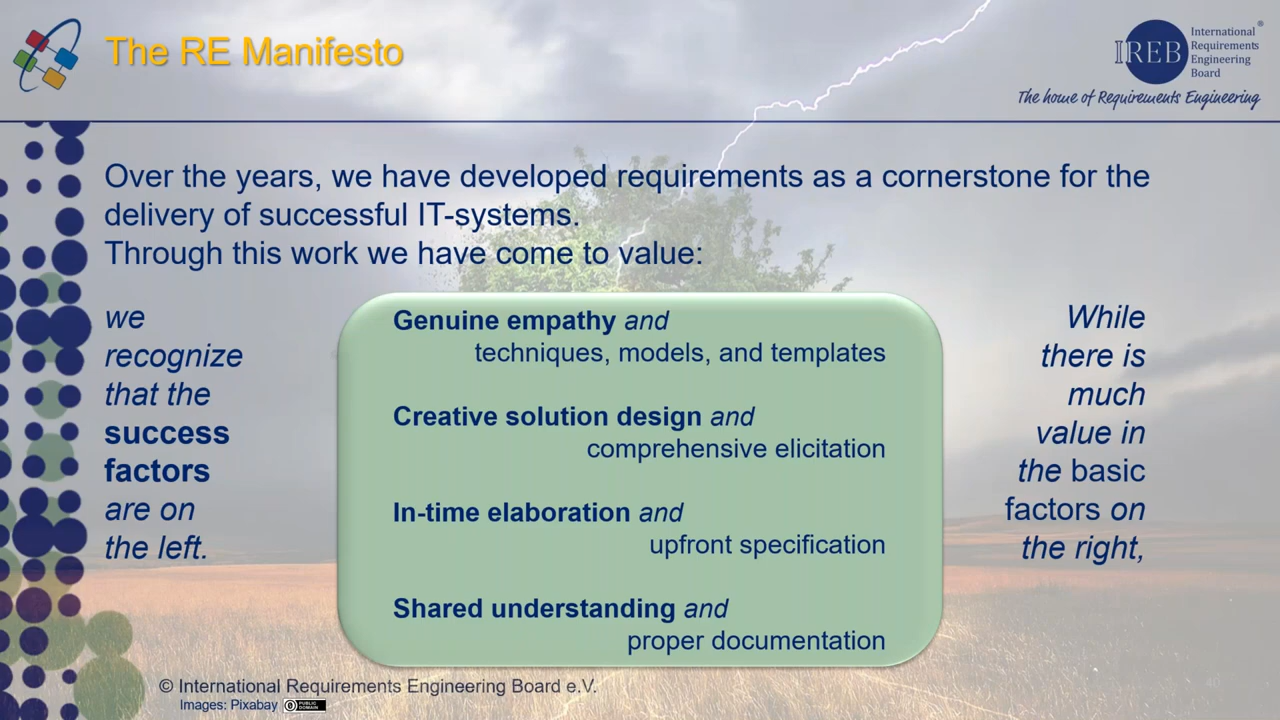 The RE Manifesto
IREB
International
Requirements
Engineering
Board
®
The home of Requirements Engineering
Over the years, we have developed requirements as a cornerstone for the
delivery of successful IT-systems.
Through this work we have come to value:
we
recognize
that the
success
factors
are on
the left.
Genuine empathy and
techniques, models, and templates
Creative solution design and
comprehensive elicitation
In-time elaboration and
upfront specification
Shared understanding and
proper documentation
While
there is
much
value in
the basic
factors on
the right,
© International Requirements Engineering Board e.V.
Images: Pixabay
PUBLIC
DOMAIN